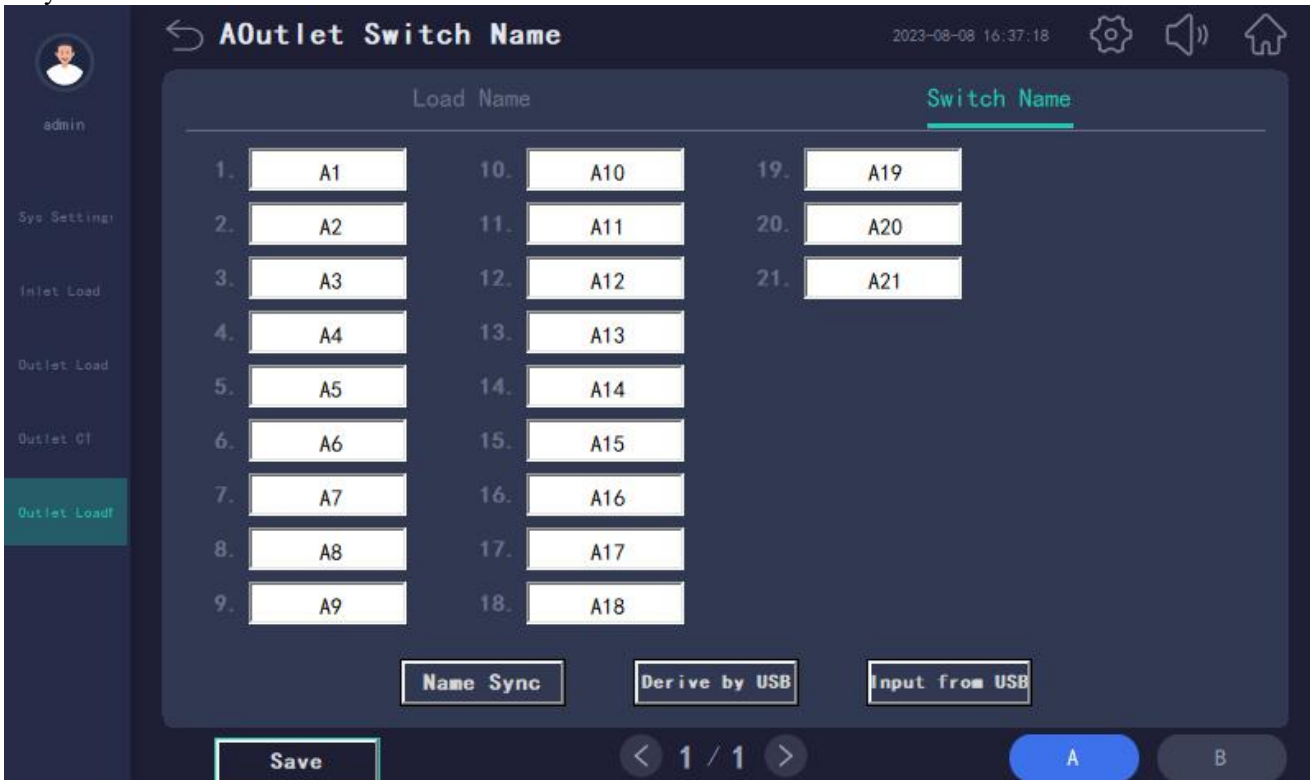 AOutlet Switch Name
2023-08-08 16:37:18
admin
Load Name
Switch Name
Sys Setting
Inlet Load
Outlet Load
Outlet CT
Outlet Load
1. A1
2. A2
3. A3
4. A4
5. A5
6. A6
7. A7
8. A8
9. A9
10. A10
11. A11
12. A12
13. A13
14. A14
15. A15
16. A16
17. A17
18. A18
19. A19
20. A20
21. A21
Name Sync
Derive by USB
Input from USB
Save
< 1 / 1 >
A
B